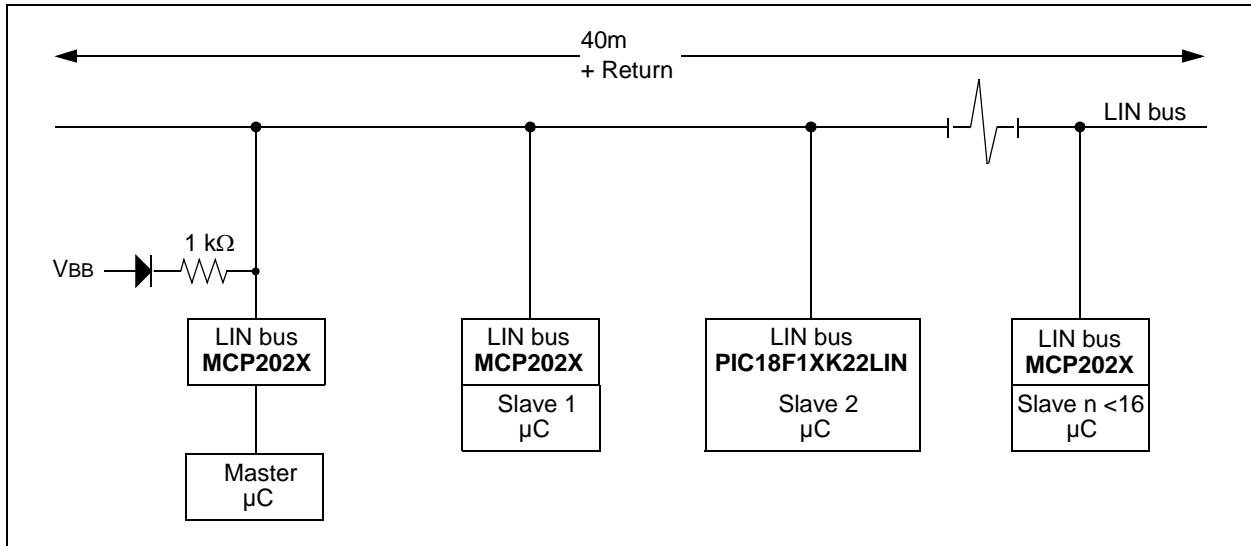 40m
+ Return
LIN bus
1 kΩ
VBB
LIN bus
MCP202X
Master
µC
LIN bus
MCP202X
Slave 1
µC
LIN bus
PIC18F1XK22LIN
Slave 2
µC
LIN bus
MCP202X
Slave n <16
µC